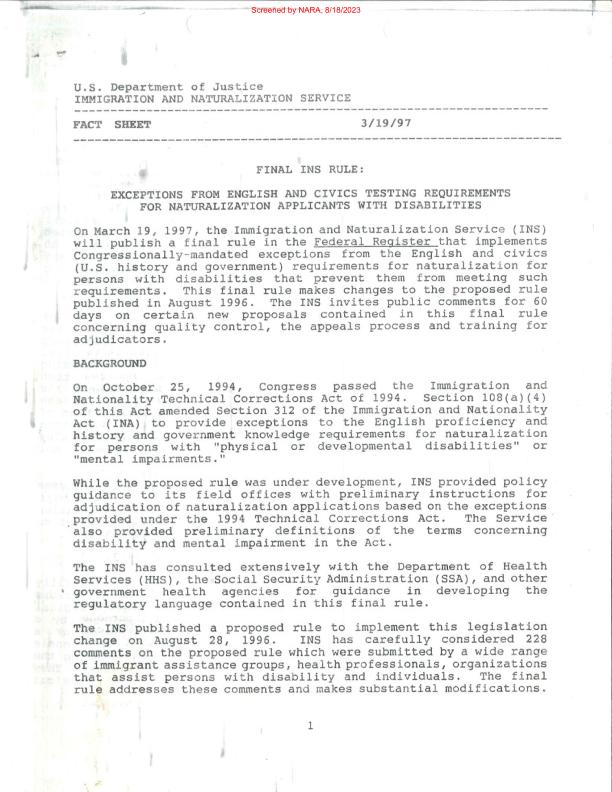 Screened by NARA, 8/18/2023
U.S. Department of Justice
IMMIGRATION AND NATURALIZATION SERVICE
FACT SHEET 3/19/97
FINAL INS RULE:
EXCEPTIONS FROM ENGLISH AND CIVICS TESTING REQUIREMENTS
FOR NATURALIZATION APPLICANTS WITH DISABILITIES
On March 19, 1997, the Immigration and Naturalization Service (INS)
will publish a final rule in the Federal Register that implements
Congressionally-mandated exceptions from the English and civics
(U.S. history and government) requirements for naturalization for
persons with disabilities that prevent them from meeting such
requirements. This final rule makes changes to the proposed rule
published in August 1996. The INS invites public comments for 60
days on certain new proposals contained in this final rule
concerning quality control, the appeals process and training for
adjudicators.
BACKGROUND
On October 25, 1994, Congress passed the Immigration and
Nationality Technical Corrections Act of 1994. Section 108(a)(4)
of this Act amended Section 312 of the Immigration and Nationality
Act (INA) to provide exceptions to the English proficiency and
history and government knowledge requirements for naturalization
for persons with "physical or developmental disabilities" or
"mental impairments."
While the proposed rule was under development, INS provided policy
guidance to its field offices with preliminary instructions for
adjudication of naturalization applications based on the exceptions
provided under the 1994 Technical Corrections Act. The Service
also provided preliminary definitions of the terms concerning
disability and mental impairment in the Act.
The INS has consulted extensively with the Department of Health
Services (HHS), the Social Security Administration (SSA), and other
government health agencies for guidance in developing the
regulatory language contained in this final rule.
The INS published a proposed rule to implement this legislation
change on August 28, 1996. INS has carefully considered 228
comments on the proposed rule which were submitted by a wide range
of immigrant assistance groups, health professionals, organizations
that assist persons with disability and individuals. The final
rule addresses these comments and makes substantial modifications.
1